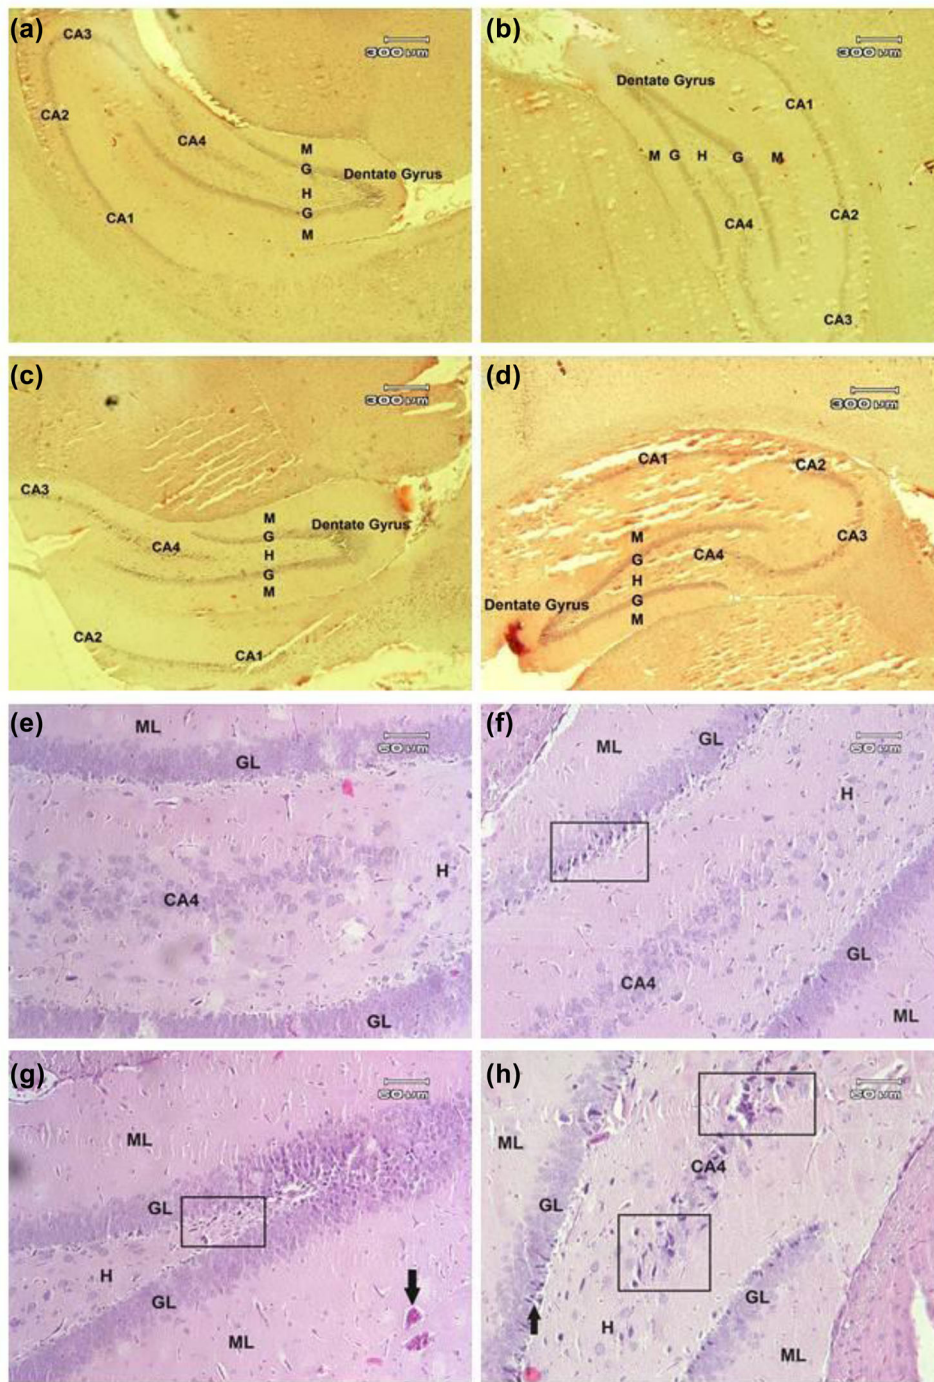 (a)
CA3
300 µm
CA2
CA4
M
G
Dentate Gyrus
H
G
CA1
M
(b)
300 µm
Dentate Gyrus
CA1
M G H G M
CA4
CA2
CA3
(c)
300 µm
CA3
M
Dentate Gyrus
G
CA4
H
G
M
CA2
CA1
(d)
300 µm
CA1
CA2
M
CA3
G
CA4
H
Dentate Gyrus
G
M
(e)
ML
50 µm
GL
H
CA4
GL
(f)
50 µm
ML
GL
H
GL
CA4
ML
(g)
50 µm
ML
GL
H
GL
ML
(h)
50 µm
ML
CA4
GL
GL
H
ML